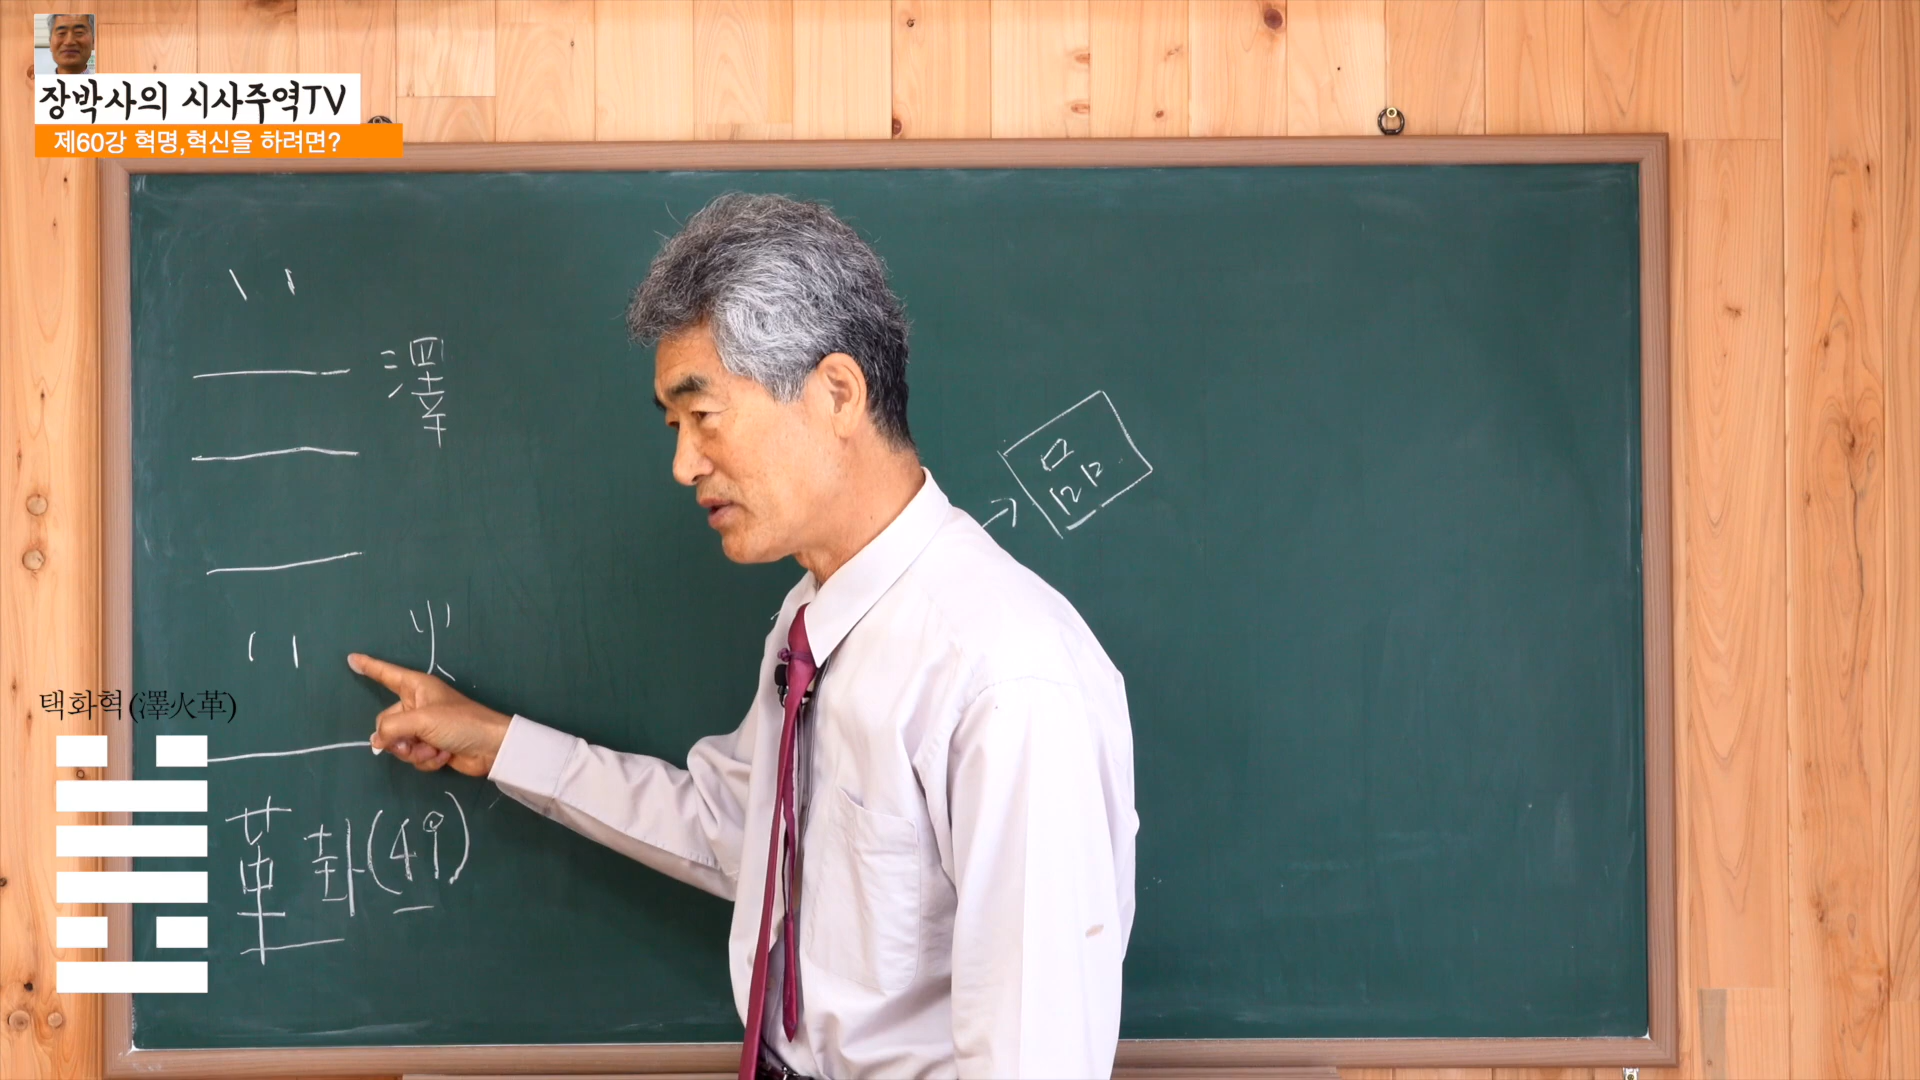 장박사의 시사주역TV
제60강 혁명,혁신을 하려면?
澤
品
火
택화혁(澤火革)
革 卦(49)